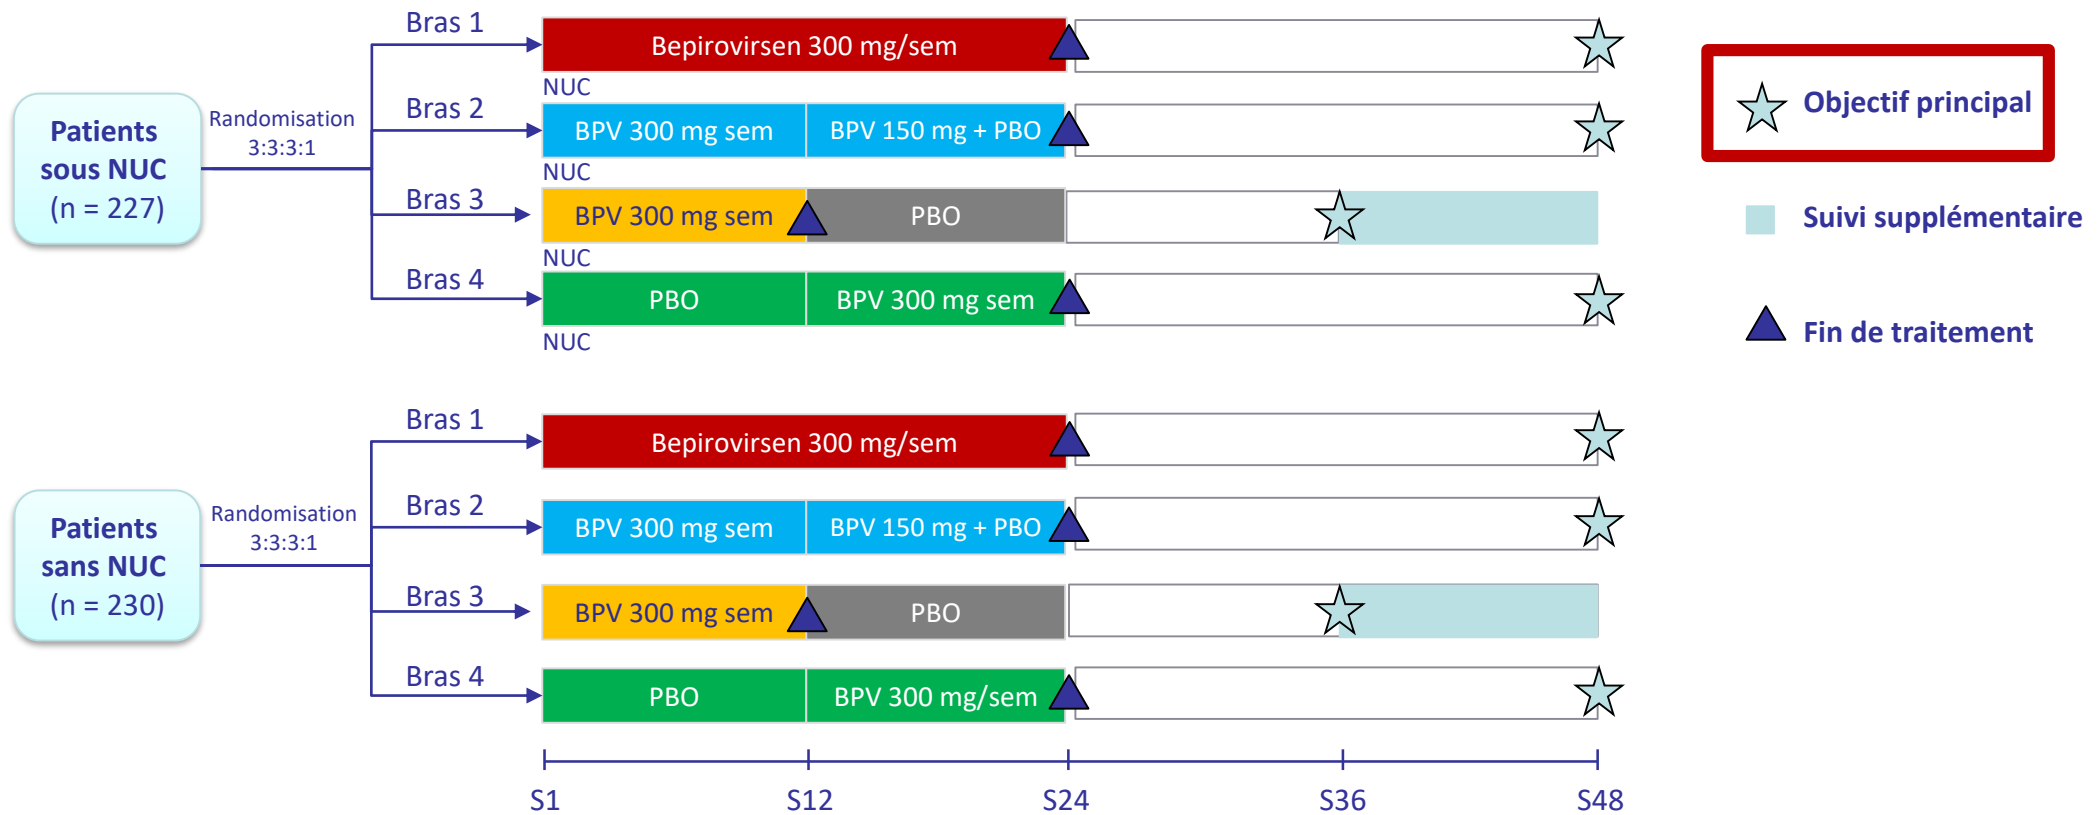 Patients
sous NUC
(n = 227)
Randomisation
3:3:3:1
Bras 1
Bepirovirsen 300 mg/sem
NUC
Bras 2
BPV 300 mg sem
BPV 150 mg + PBO
NUC
Bras 3
BPV 300 mg sem
PBO
NUC
Bras 4
PBO
BPV 300 mg sem
NUC
Patients
sans NUC
(n = 230)
Randomisation
3:3:3:1
Bras 1
Bepirovirsen 300 mg/sem
Bras 2
BPV 300 mg sem
BPV 150 mg + PBO
Bras 3
BPV 300 mg sem
PBO
Bras 4
PBO
BPV 300 mg/sem
S1
S12
S24
S36
S48
Objectif principal
Suivi supplémentaire
Fin de traitement